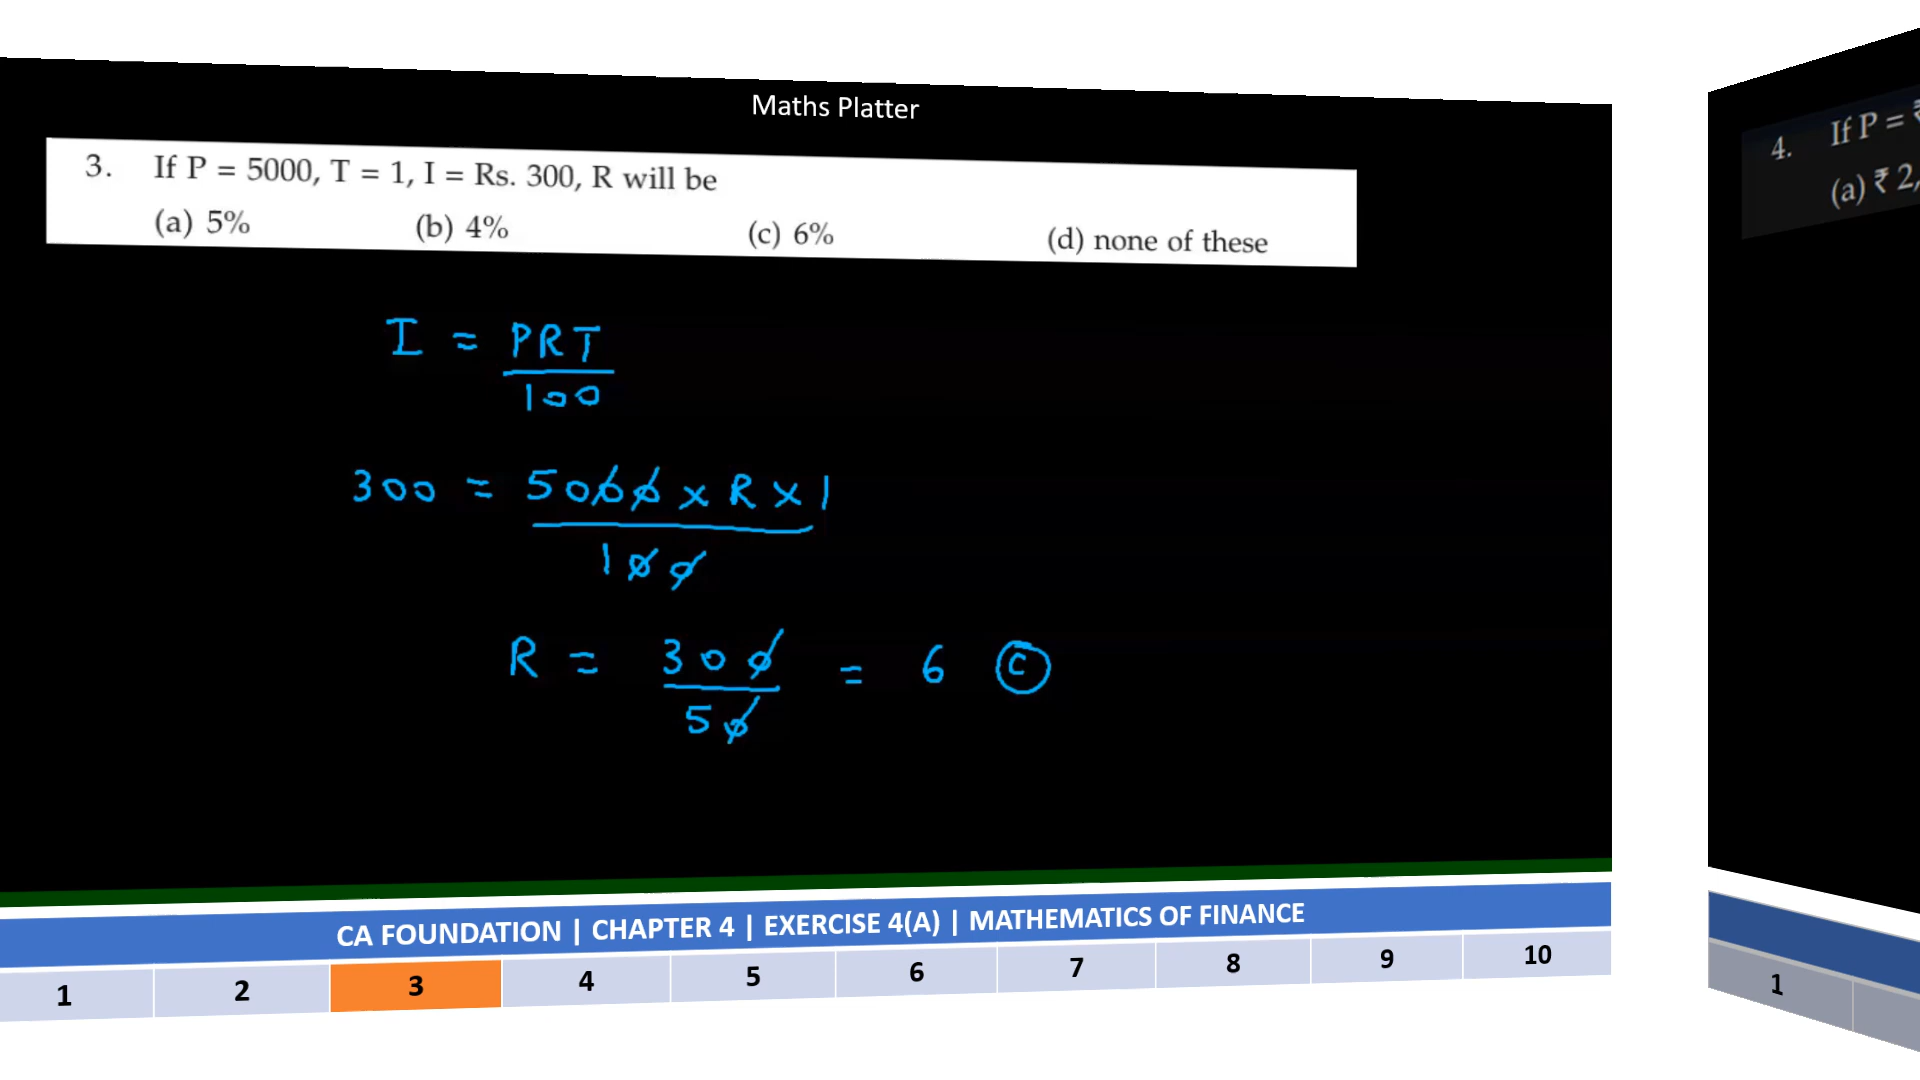 Maths Platter
3. If P = 5000, T = 1, I = Rs. 300, R will be
(a) 5% (b) 4% (c) 6% (d) none of these
I = PRT
100
300 = 5000 x R x 1
100
R = 300 = 6 C
50
CA FOUNDATION | CHAPTER 4 | EXERCISE 4(A) | MATHEMATICS OF FINANCE
1 2 3 4 5 6 7 8 9 10
4. If P = ₹
(a) ₹ 2,
1